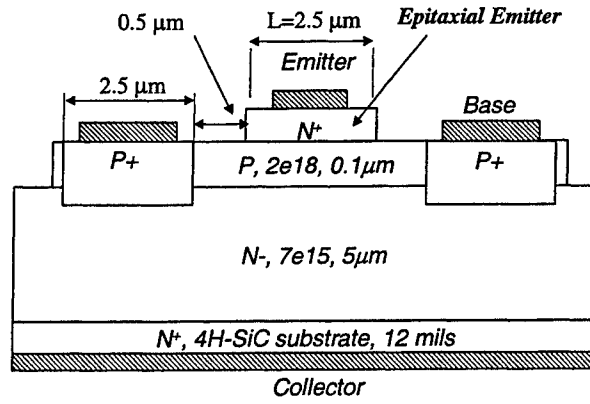 L=2.5 µm
Epitaxial Emitter
0.5 µm
Emitter
2.5 µm
Base
N+
P+
P, 2e18, 0.1µm
P+
N-, 7e15, 5µm
N+, 4H-SiC substrate, 12 mils
Collector